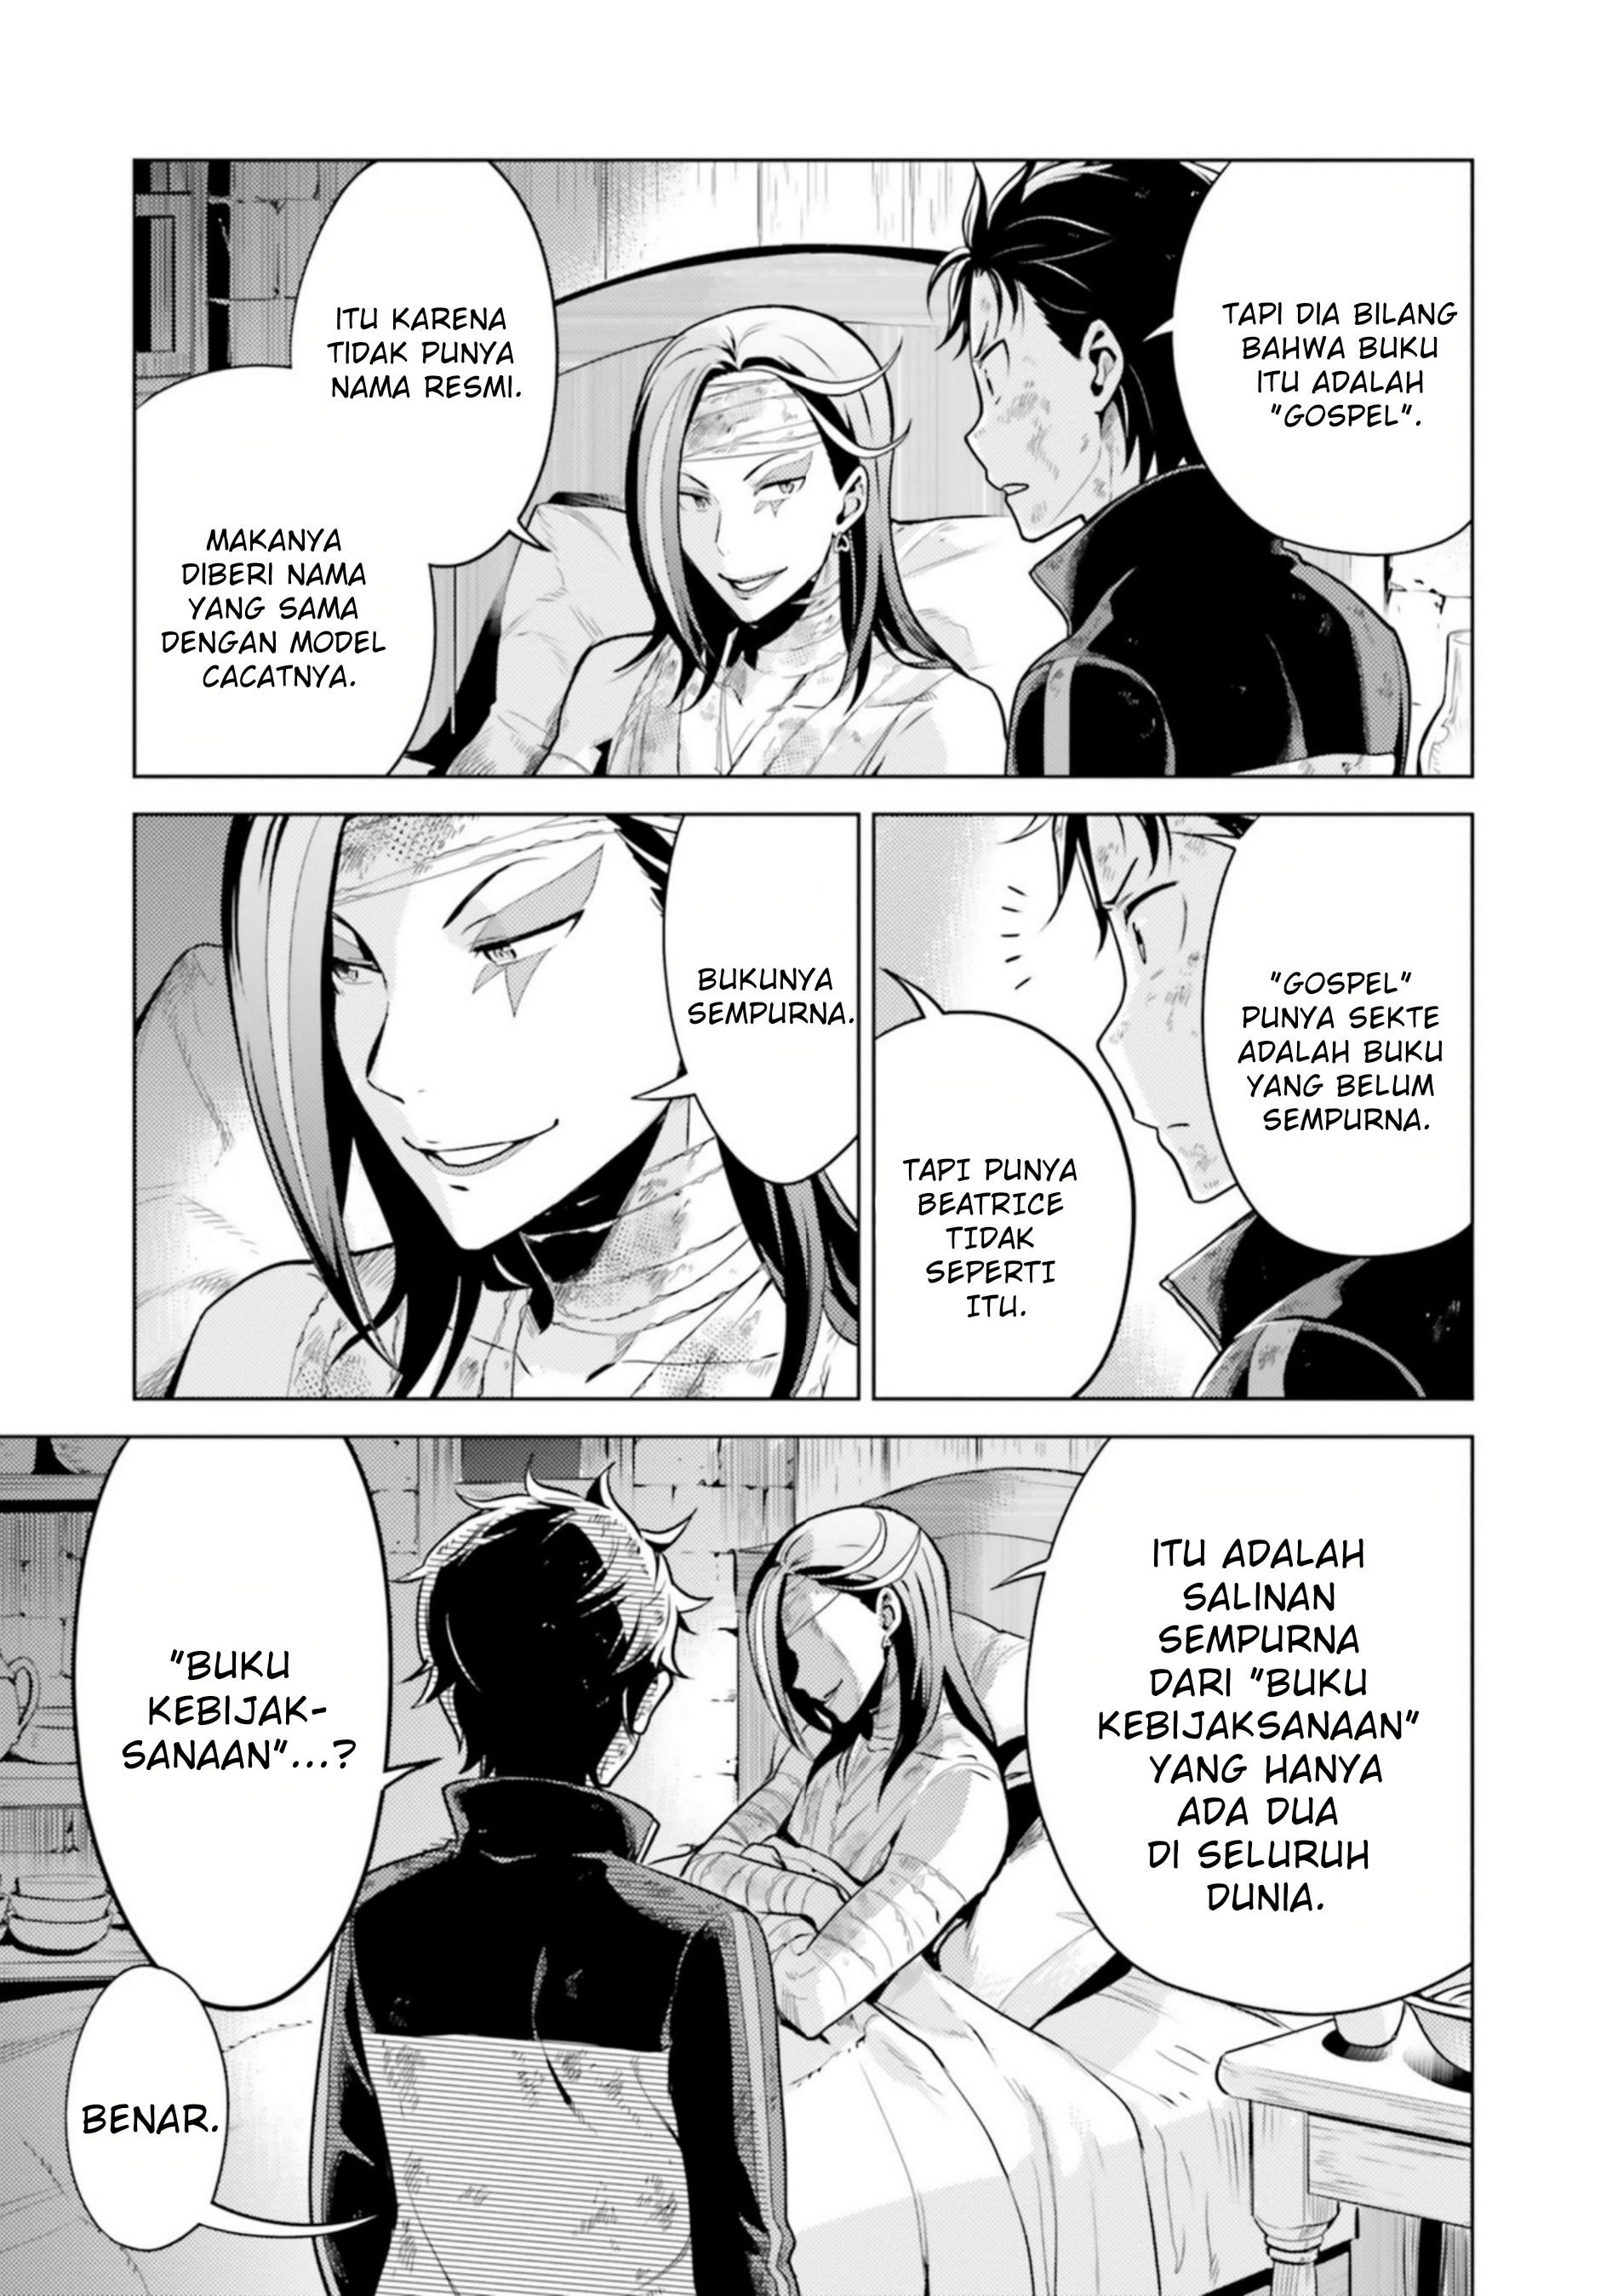 TAPI DIA BILANG
BAHWA BUKU
ITU ADALAH
"GOSPEL".
ITU KARENA
TIDAK PUNYA
NAMA RESMI.
MAKANYA
DIBERI NAMA
YANG SAMA
DENGAN MODEL
CACATNYA.
"GOSPEL"
PUNYA SEKTE
ADALAH BUKU
YANG BELUM
SEMPURNA.
TAPI PUNYA
BEATRICE
TIDAK
SEPERTI
ITU.
BUKUNYA
SEMPURNA.
ITU ADALAH
SALINAN
SEMPURNA
DARI "BUKU
KEBIJAKSANAAN"
YANG HANYA
ADA DUA
DI SELURUH
DUNIA.
"BUKU
KEBIJAK-
SANAAN"...?
BENAR.